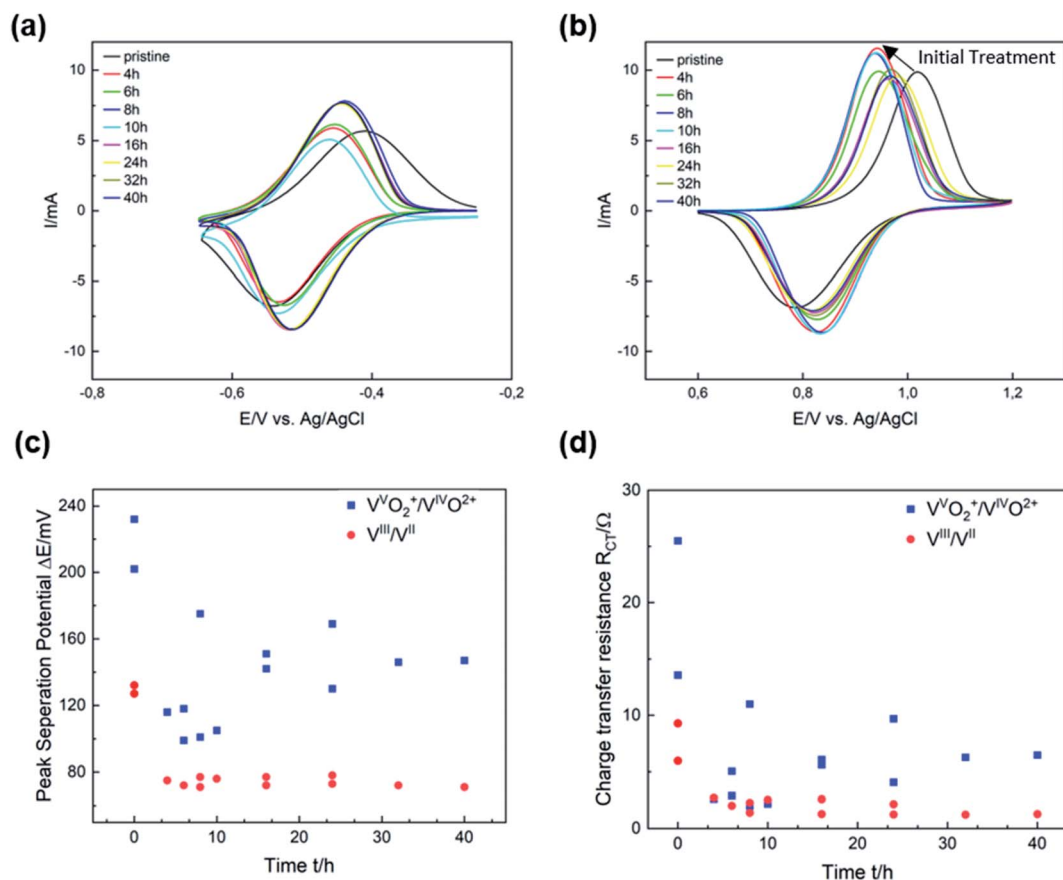 (a)
pristine
4h
6h
8h
10h
16h
24h
32h
40h
10
5
0
-5
-10
I/mA
-0,8
-0,6
-0,4
-0,2
E/V vs. Ag/AgCl
(b)
Initial Treatment
pristine
4h
6h
8h
10h
16h
24h
32h
40h
10
5
0
-5
-10
I/mA
0,6
0,8
1,0
1,2
E/V vs. Ag/AgCl
(c)
VⱽO₂⁺/VᴵⱽO²⁺
Vᴵᴵᴵ/Vᴵᴵ
240
200
160
120
80
Peak Seperation Potential ΔE/mV
0
10
20
30
40
Time t/h
(d)
VⱽO₂⁺/VᴵⱽO²⁺
Vᴵᴵᴵ/Vᴵᴵ
30
20
10
0
Charge transfer resistance R_CT/Ω
0
10
20
30
40
Time t/h